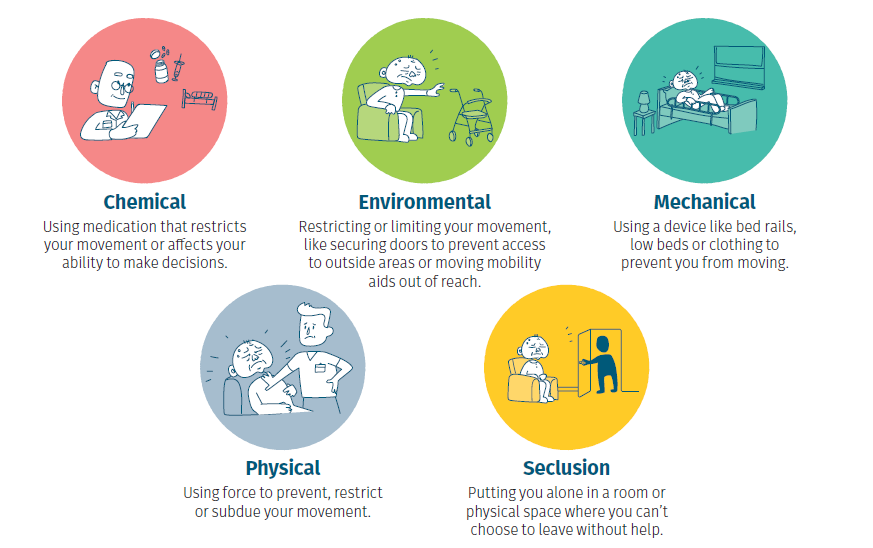 Chemical
Using medication that restricts
your movement or affects your
ability to make decisions.
Environmental
Restricting or limiting your movement,
like securing doors to prevent access
to outside areas or moving mobility
aids out of reach.
Mechanical
Using a device like bed rails,
low beds or clothing to
prevent you from moving.
Physical
Using force to prevent, restrict
or subdue your movement.
Seclusion
Putting you alone in a room or
physical space where you can’t
choose to leave without help.